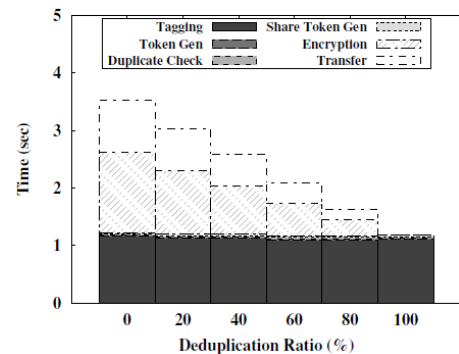 5
Tagging Share Token Gen
Token Gen Encryption
Duplicate Check Transfer
4
3
2
1
0
Time (sec)
0 20 40 60 80 100
Deduplication Ratio (%)